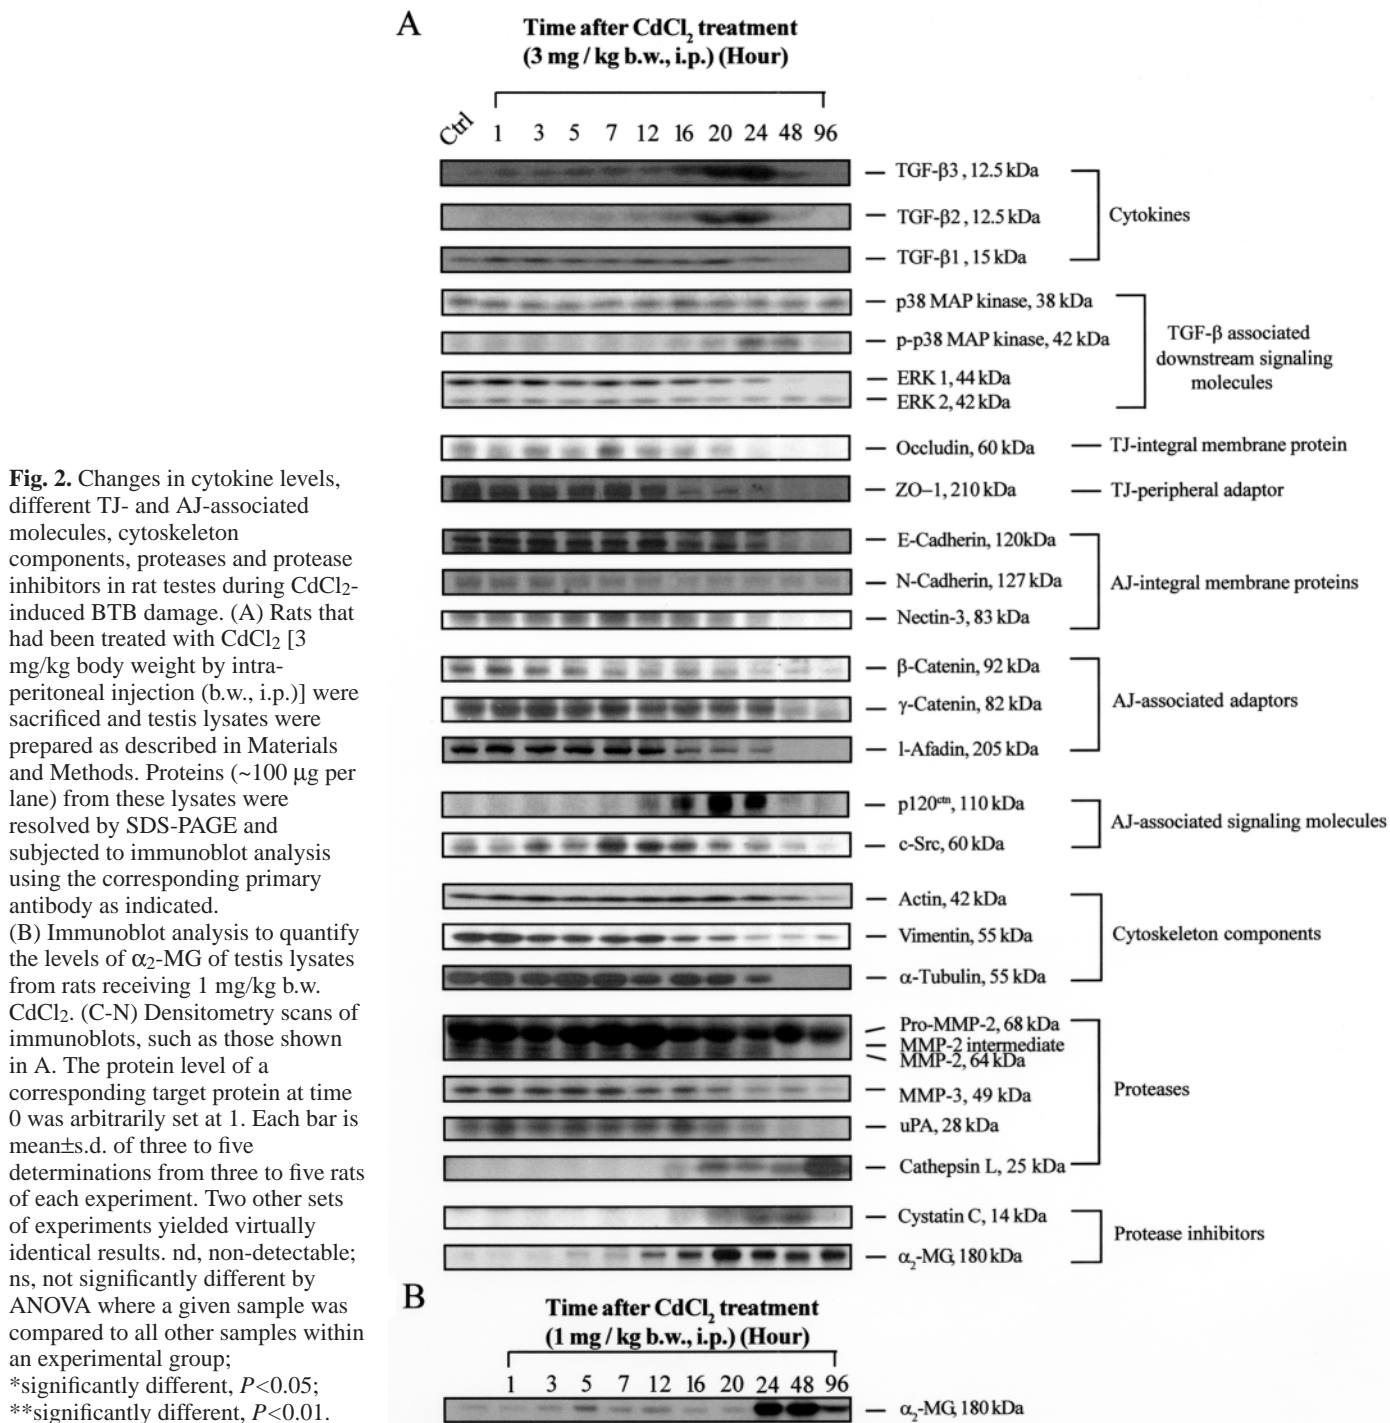 A
Time after CdCl2 treatment
(3 mg / kg b.w., i.p.) (Hour)
Ctrl 1 3 5 7 12 16 20 24 48 96
TGF-β3 , 12.5 kDa
TGF-β2, 12.5 kDa
Cytokines
TGF-β1 , 15 kDa
p38 MAP kinase, 38 kDa
p-p38 MAP kinase, 42 kDa
TGF-β associated
downstream signaling
molecules
ERK 1, 44 kDa
ERK 2, 42 kDa
Occludin, 60 kDa
TJ-integral membrane protein
ZO–1, 210 kDa
TJ-peripheral adaptor
E-Cadherin, 120kDa
N-Cadherin, 127 kDa
AJ-integral membrane proteins
Nectin-3, 83 kDa
β-Catenin, 92 kDa
γ-Catenin, 82 kDa
AJ-associated adaptors
l-Afadin, 205 kDa
p120ctn, 110 kDa
AJ-associated signaling molecules
c-Src, 60 kDa
Actin, 42 kDa
Vimentin, 55 kDa
Cytoskeleton components
α-Tubulin, 55 kDa
Pro-MMP-2, 68 kDa
MMP-2 intermediate
MMP-2, 64 kDa
MMP-3, 49 kDa
Proteases
uPA, 28 kDa
Cathepsin L, 25 kDa
Cystatin C, 14 kDa
Protease inhibitors
α2-MG, 180 kDa
B
Time after CdCl2 treatment
(1 mg / kg b.w., i.p.) (Hour)
1 3 5 7 12 16 20 24 48 96
α2-MG, 180 kDa
Fig. 2. Changes in cytokine levels,
different TJ- and AJ-associated
molecules, cytoskeleton
components, proteases and protease
inhibitors in rat testes during CdCl2-
induced BTB damage. (A) Rats that
had been treated with CdCl2 [3
mg/kg body weight by intra-
peritoneal injection (b.w., i.p.)] were
sacrificed and testis lysates were
prepared as described in Materials
and Methods. Proteins (~100 μg per
lane) from these lysates were
resolved by SDS-PAGE and
subjected to immunoblot analysis
using the corresponding primary
antibody as indicated.
(B) Immunoblot analysis to quantify
the levels of α2-MG of testis lysates
from rats receiving 1 mg/kg b.w.
CdCl2. (C-N) Densitometry scans of
immunoblots, such as those shown
in A. The protein level of a
corresponding target protein at time
0 was arbitrarily set at 1. Each bar is
mean±s.d. of three to five
determinations from three to five rats
of each experiment. Two other sets
of experiments yielded virtually
identical results. nd, non-detectable;
ns, not significantly different by
ANOVA where a given sample was
compared to all other samples within
an experimental group;
*significantly different, P<0.05;
**significantly different, P<0.01.